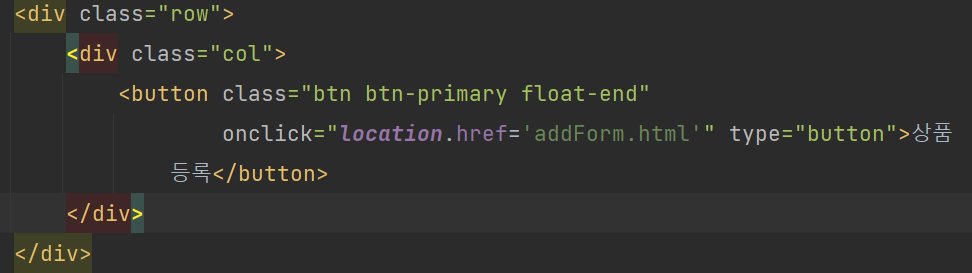 <div class="row">
<div class="col">
<button class="btn btn-primary float-end"
onclick="location.href='addForm.html'" type="button">상품
등록</button>
</div>
</div>